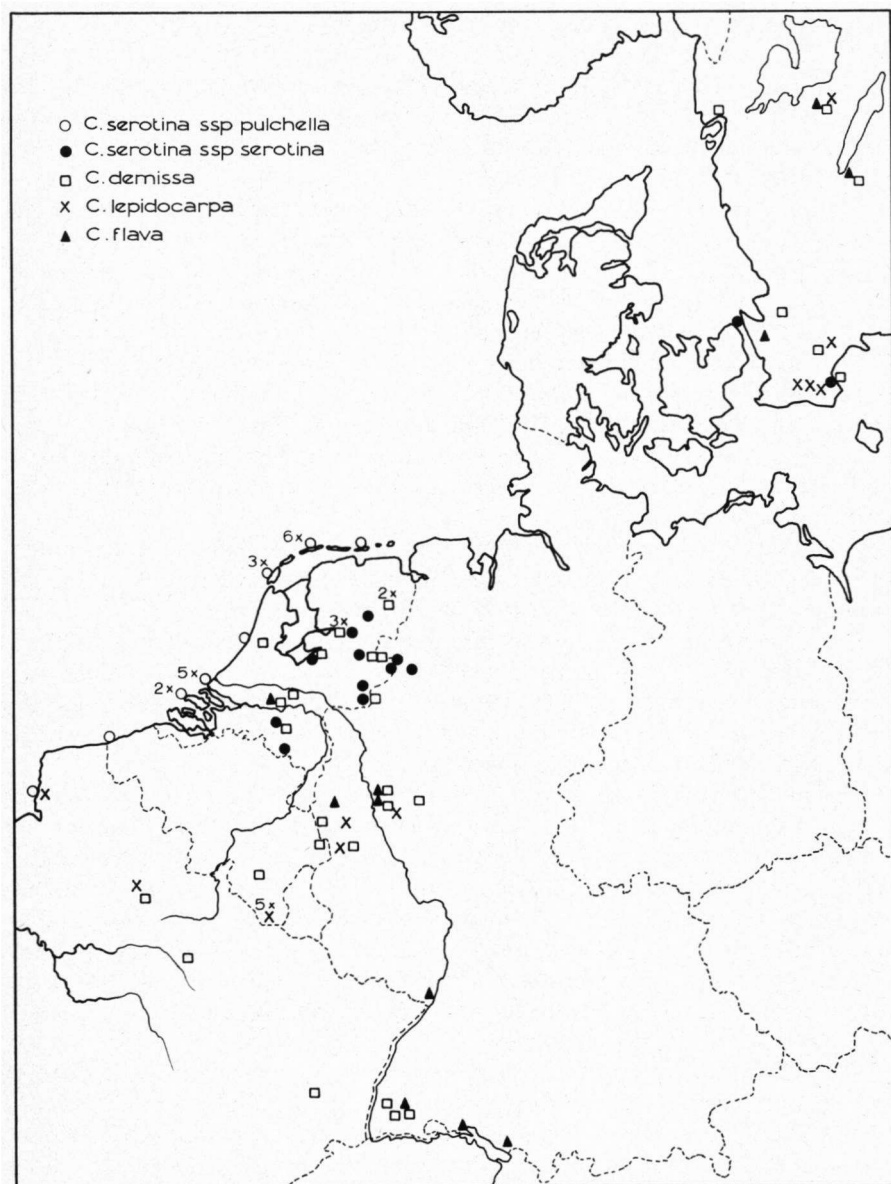 C. serotina ssp pulchella
C. serotina ssp serotina
C. demissa
C. lepidocarpa
C. flava
6x
3x
2x
3x
5x
2x
5x